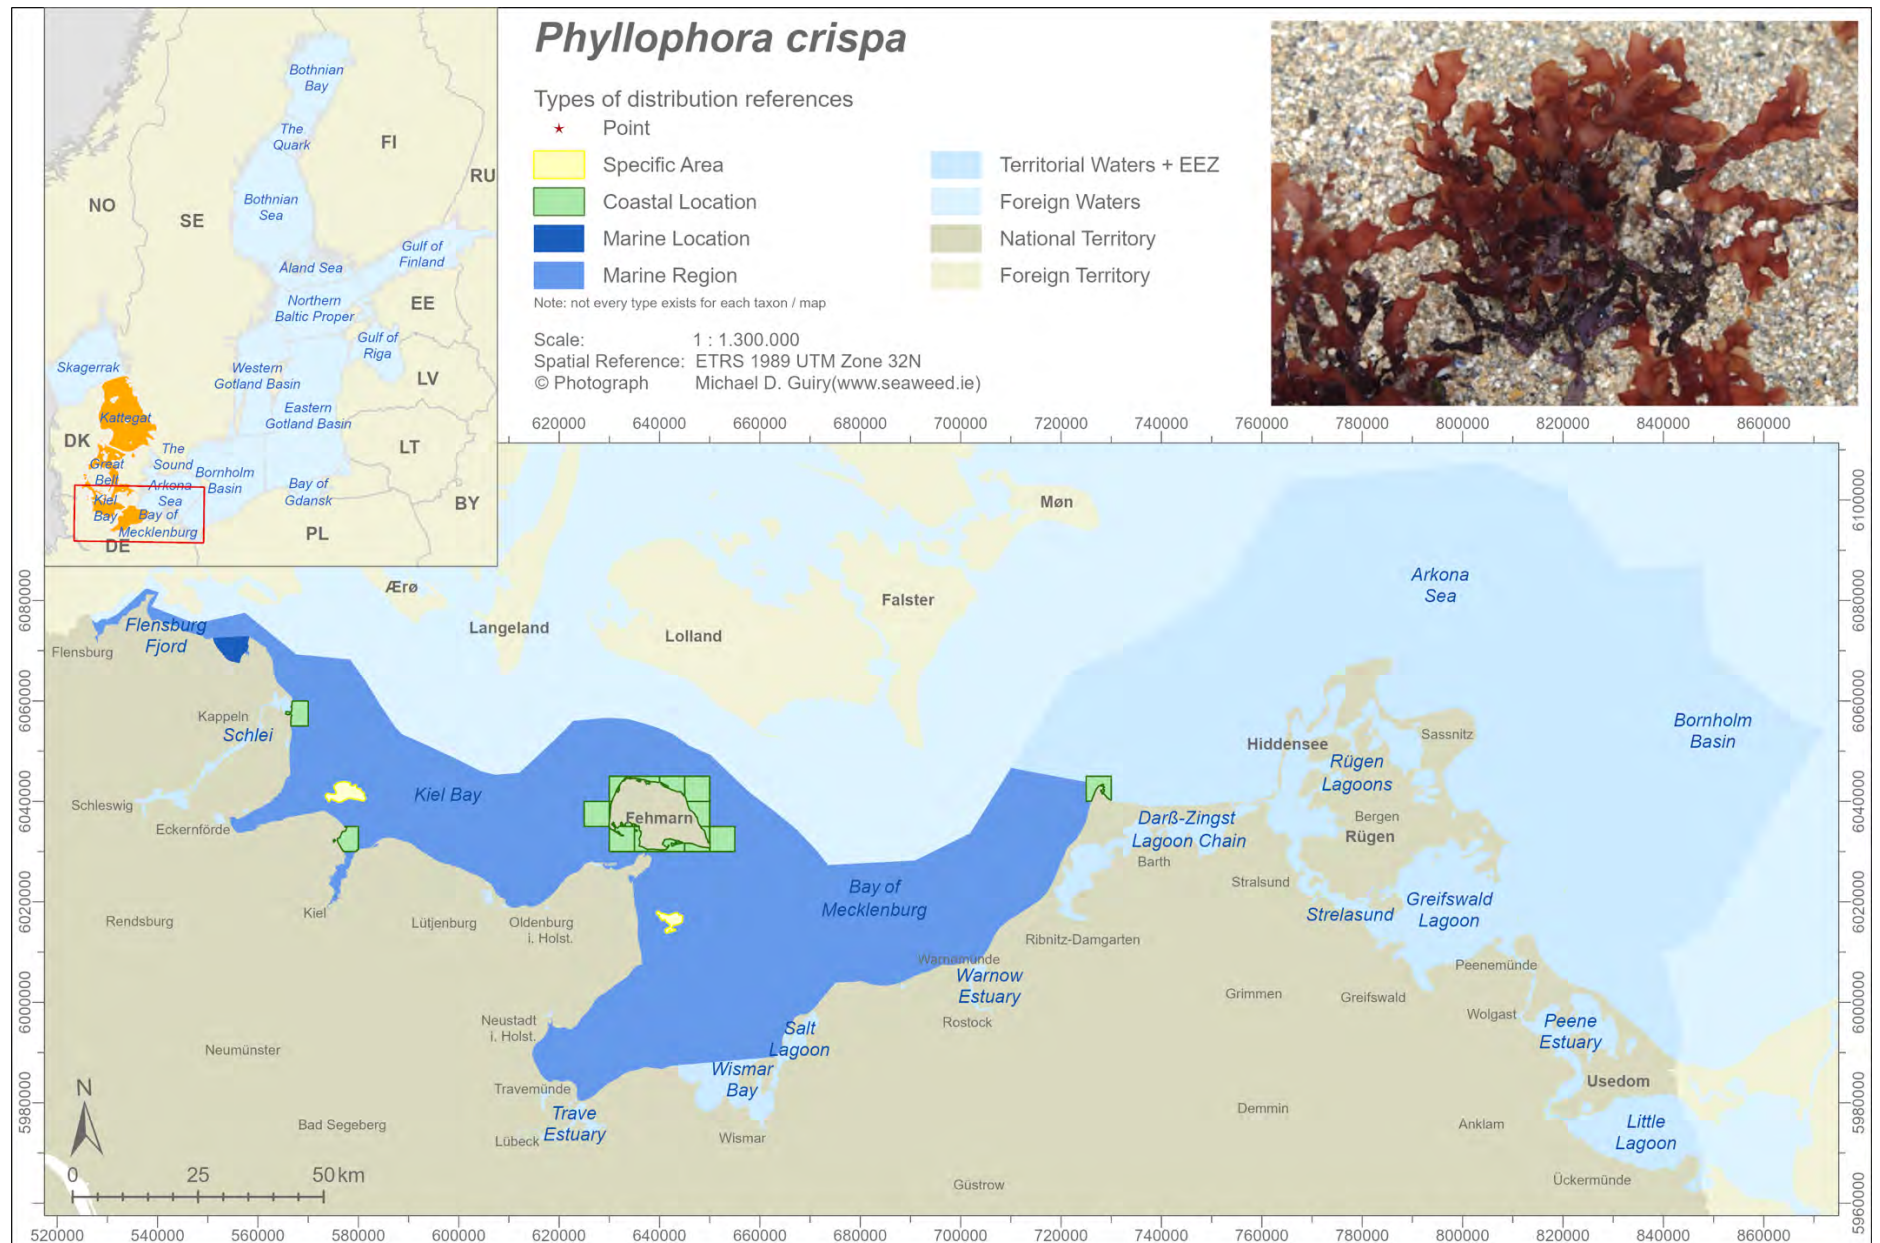 Phyllophora crispa
Types of distribution references
Point
Specific Area
Coastal Location
Marine Location
Marine Region
Territorial Waters + EEZ
Foreign Waters
National Territory
Foreign Territory
Note: not every type exists for each taxon / map
Scale: 1 : 1.300.000
Spatial Reference: ETRS 1989 UTM Zone 32N
© Photograph Michael D. Guiry(www.seaweed.ie)
Bothnian
Bay
The
Quark
FI
RU
NO
SE
Bothnian
Sea
Gulf of
Finland
Åland Sea
Northern
Baltic Proper
EE
Gulf of
Riga
Skagerrak
Western
Gotland Basin
LV
Kattegat
Eastern
Gotland Basin
DK
The
Sound
LT
Great
Belt
Bornholm
Basin
Arkona
Sea
Bay of
Gdansk
Kiel
Bay
Bay of
Mecklenburg
BY
PL
DE
620000 640000 660000 680000 700000 720000 740000 760000 780000 800000 820000 840000 860000
6100000
6080000
6060000
6040000
6020000
6000000
5980000
5960000
6080000
6060000
6040000
6020000
6000000
5980000
Møn
Ærø
Langeland
Lolland
Falster
Arkona
Sea
Flensburg
Fjord
Flensburg
Kappeln
Schlei
Schleswig
Eckernförde
Kiel Bay
Fehmarn
Hiddensee
Sassnitz
Rügen
Lagoons
Bornholm
Basin
Bergen
Rügen
Darß-Zingst
Lagoon Chain
Barth
Stralsund
Strelasund
Greifswald
Lagoon
Bay of
Mecklenburg
Kiel
Rendsburg
Lütjenburg
Oldenburg
i. Holst.
Ribnitz-Damgarten
Warnemünde
Warnow
Estuary
Rostock
Peenemünde
Grimmen
Greifswald
Wolgast
Peene
Estuary
Neustadt
i. Holst.
Salt
Lagoon
Neumünster
Wismar
Bay
Usedom
Travemünde
Trave
Estuary
Demmin
Anklam
Little
Lagoon
Bad Segeberg
Lübeck
Wismar
Güstrow
Ückermünde
N
0 25 50 km
520000 540000 560000 580000 600000 620000 640000 660000 680000 700000 720000 740000 760000 780000 800000 820000 840000 860000